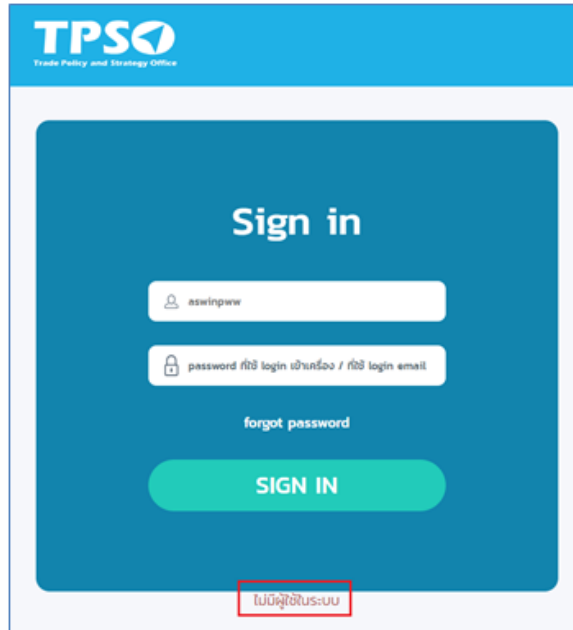 TPSO
Trade Policy and Strategy Office
Sign in
aswinpww
password ที่ใช้ login เข้าเครื่อง / ที่ใช้ login email
forgot password
SIGN IN
ไม่มีผู้ใช้ในระบบ